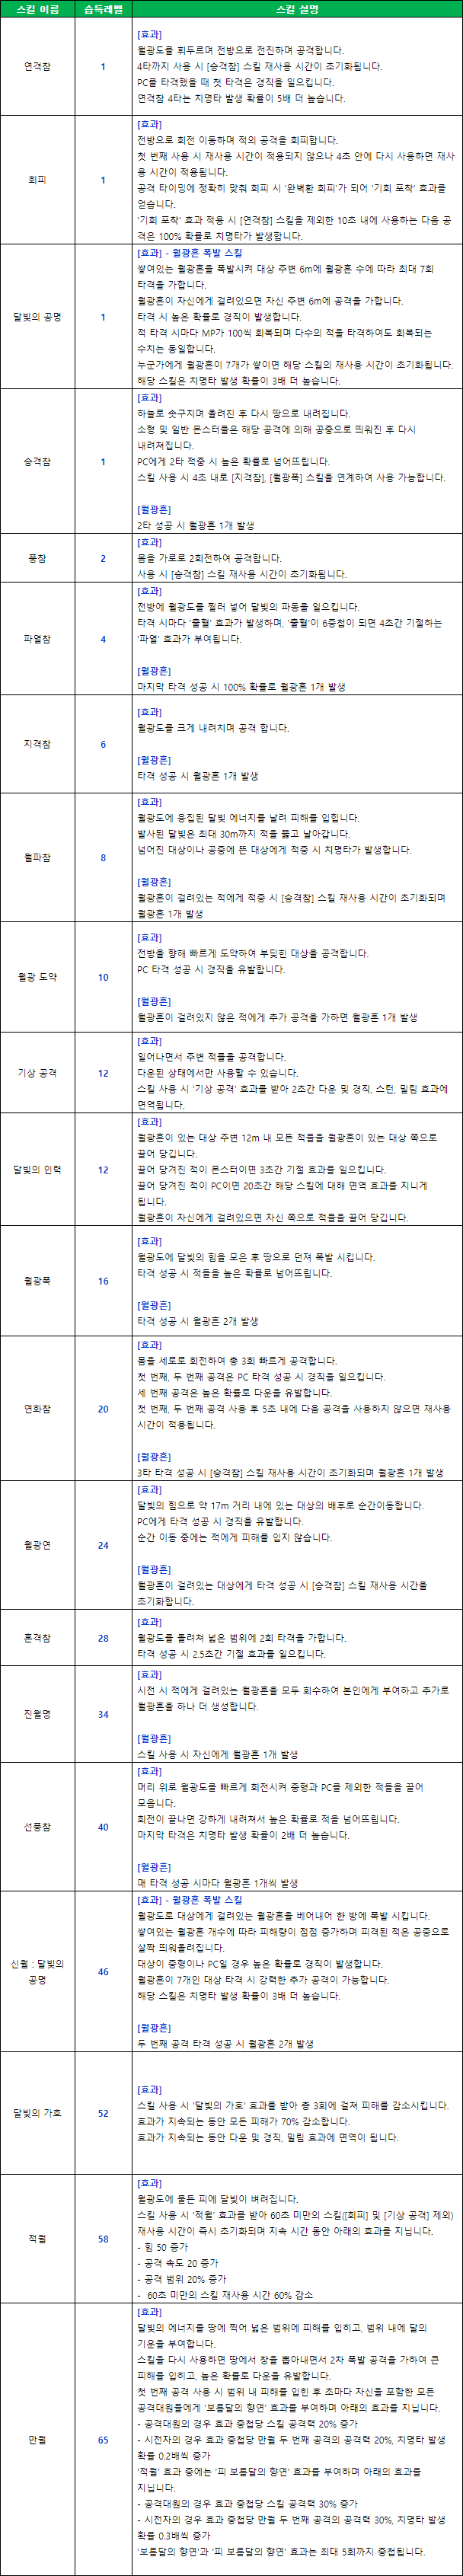 스킬 이름 습득레벨 스킬 설명
[효과]
월광도를 휘두르며 전방으로 전진하며 공격합니다.
4타까지 사용 시 [승격참] 스킬 재사용 시간이 초기화됩니다.
연격참 1
PC를 타격했을 때 첫 타격은 경직을 일으킵니다.
연격참 4타는 치명타 발생 확률이 5배 더 높습니다.
[효과]
전방으로 회전 이동하며 적의 공격을 회피합니다.
첫 번째 사용 시 재사용 시간이 적용되지 않으나 4초 안에 다시 사용하면 재사
용 시간이 적용됩니다.
회피 1
공격 타이밍에 정확히 맞춰 회피 시 '완벽한 회피'가 되어 '기회 포착' 효과를
얻습니다.
'기회 포착' 효과 적용 시 [연격참] 스킬을 제외한 10초 내에 사용하는 다음 공
격은 100% 확률로 치명타가 발생합니다.
[효과] - 월광흔 폭발 스킬
쌓여있는 월광흔을 폭발시켜 대상 주변 6m에 월광흔 수에 따라 최대 7회
타격을 가합니다.
월광흔이 자신에게 걸려있으면 자신 주변 6m에 공격을 가합니다.
달빛의 공명 1
타격 시 높은 확률로 경직이 발생합니다.
적 타격 시마다 MP가 100씩 회복되며 다수의 적을 타격하여도 회복되는
수치는 동일합니다.
누군가에게 월광흔이 7개가 쌓이면 해당 스킬의 재사용 시간이 초기화됩니다.
해당 스킬은 치명타 발생 확률이 3배 더 높습니다.
[효과]
하늘로 솟구치며 올려친 후 다시 땅으로 내려칩니다.
소형 및 일반 몬스터들은 해당 공격에 의해 공중으로 띄워진 후 다시
내려쳐집니다.
승격참 1
PC에게 2타 적중 시 높은 확률로 넘어뜨립니다.
스킬 사용 시 4초 내로 [지격참], [월광폭] 스킬을 연계하여 사용 가능합니다.
[월광흔]
2타 성공 시 월광흔 1개 발생
[효과]
풍참 2
몸을 가로로 2회전하여 공격합니다.
사용 시 [승격참] 스킬 재사용 시간이 초기화됩니다.
[효과]
전방에 월광도를 찔러 넣어 달빛의 파동을 일으킵니다.
타격 시마다 '출혈' 효과가 발생하며, '출혈'이 6중첩이 되면 4초간 기절하는
파열참 4
'파열' 효과가 부여됩니다.
[월광흔]
마지막 타격 성공 시 100% 확률로 월광흔 1개 발생
[효과]
월광도를 크게 내려치며 공격 합니다.
지격참 6
[월광흔]
타격 성공 시 월광흔 1개 발생
[효과]
월광도에 응집된 달빛 에너지를 날려 피해를 입힙니다.
발사된 달빛은 최대 30m까지 적을 뚫고 날아갑니다.
넘어진 대상이나 공중에 뜬 대상에게 적중 시 치명타가 발생합니다.
월파참 8
[월광흔]
월광흔이 걸려있는 적에게 적중 시 [승격참] 스킬 재사용 시간이 초기화되며
월광흔 1개 발생
[효과]
전방을 향해 빠르게 도약하여 부딪힌 대상을 공격합니다.
PC 타격 성공 시 경직을 유발합니다.
월광 도약 10
[월광흔]
월광흔이 걸려있지 않은 적에게 추가 공격을 가하면 월광흔 1개 발생
[효과]
일어나면서 주변 적들을 공격합니다.
기상 공격 12
다운된 상태에서만 사용할 수 있습니다.
스킬 사용 시 '기상 공격' 효과를 받아 2초간 다운 및 경직, 스턴, 밀림 효과에
면역됩니다.
[효과]
월광흔이 있는 대상 주변 12m 내 모든 적들을 월광흔이 있는 대상 쪽으로
끌어 당깁니다.
끌어 당겨진 적이 몬스터이면 3초간 기절 효과를 일으킵니다.
달빛의 인력 12
끌어 당겨진 적이 PC이면 20초간 해당 스킬에 대해 면역 효과를 지니게
됩니다.
월광흔이 자신에게 걸려있으면 자신 쪽으로 적들을 끌어 당깁니다.
[효과]
월광도에 달빛의 힘을 모은 후 땅으로 던져 폭발 시킵니다.
타격 성공 시 적들을 높은 확률로 넘어뜨립니다.
월광폭 16
[월광흔]
타격 성공 시 월광흔 2개 발생
[효과]
몸을 세로로 회전하여 총 3회 빠르게 공격합니다.
첫 번째, 두 번째 공격은 PC 타격 성공 시 경직을 일으킵니다.
세 번째 공격은 높은 확률로 다운을 유발합니다.
연화참 20
첫 번째, 두 번째 공격 사용 후 5초 내에 다음 공격을 사용하지 않으면 재사용
시간이 적용됩니다.
[월광흔]
3타 타격 성공 시 [승격참] 스킬 재사용 시간이 초기화되며 월광흔 1개 발생
[효과]
달빛의 힘으로 약 17m 거리 내에 있는 대상의 배후로 순간이동합니다.
PC에게 타격 성공 시 경직을 유발합니다.
순간 이동 중에는 적에게 피해를 입지 않습니다.
월광연 24
[월광흔]
월광흔이 걸려있는 대상에게 타격 성공 시 [승격참] 스킬 재사용 시간을
초기화합니다.
[효과]
혼격참 28
월광도를 돌려쳐 넓은 범위에 2회 타격을 가합니다.
타격 성공 시 2.5초간 기절 효과를 일으킵니다.
[효과]
시전 시 적에게 걸려있는 월광흔을 모두 회수하여 본인에게 부여하고 추가로
월광흔을 하나 더 생성합니다.
진월명 34
[월광흔]
스킬 사용 시 자신에게 월광흔 1개 발생
[효과]
머리 위로 월광도를 빠르게 회전시켜 중형과 PC를 제외한 적들을 끌어
모읍니다.
회전이 끝나면 강하게 내려쳐서 높은 확률로 적을 넘어뜨립니다.
선풍참 40
마지막 타격은 치명타 발생 확률이 2배 더 높습니다.
[월광흔]
매 타격 성공 시마다 월광흔 1개씩 발생
[효과] - 월광흔 폭발 스킬
월광도로 대상에게 걸려있는 월광흔을 베어내어 한 방에 폭발 시킵니다.
쌓여있는 월광흔 개수에 따라 피해량이 점점 증가하며 피격된 적은 공중으로
살짝 띄워올려집니다.
신월 : 달빛의
공명 46
대상이 중형이나 PC일 경우 높은 확률로 경직이 발생합니다.
월광흔이 7개인 대상 타격 시 강력한 추가 공격이 가능합니다.
해당 스킬은 치명타 발생 확률이 3배 더 높습니다.
[월광흔]
두 번째 공격 타격 성공 시 월광흔 2개 발생
[효과]
스킬 사용 시 '달빛의 가호' 효과를 받아 총 3회에 걸쳐 피해를 감소시킵니다.
달빛의 가호 52
효과가 지속되는 동안 모든 피해가 70% 감소합니다.
효과가 지속되는 동안 다운 및 경직, 밀림 효과에 면역이 됩니다.
[효과]
월광도에 물든 피에 달빛이 벼려집니다.
스킬 사용 시 '적월' 효과를 받아 60초 미만의 스킬([회피] 및 [기상 공격] 제외)
재사용 시간이 즉시 초기화되며 지속 시간 동안 아래의 효과를 지닙니다.
적월 58
- 힘 50 증가
- 공격 속도 20 증가
- 공격 범위 20% 증가
- 60초 미만의 스킬 재사용 시간 60% 감소
[효과]
달빛의 에너지를 땅에 찍어 넓은 범위에 피해를 입히고, 범위 내에 달의
기운을 부여합니다.
스킬을 다시 사용하면 땅에서 창을 뽑아내면서 2차 폭발 공격을 가하여 큰
피해를 입히고, 높은 확률로 다운을 유발합니다.
첫 번째 공격 사용 시 범위 내 피해를 입힌 후 초마다 자신을 포함한 모든
공격대원들에게 '보름달의 향연' 효과를 부여하며 아래의 효과를 지닙니다.
- 공격대원의 경우 효과 중첩당 스킬 공격력 20% 증가
만월 65
- 시전자의 경우 효과 중첩당 만월 두 번째 공격의 공격력 20%, 치명타 발생
확률 0.2배씩 증가
'적월' 효과 중에는 '피 보름달의 향연' 효과를 부여하며 아래의 효과를
지닙니다.
- 공격대원의 경우 효과 중첩당 스킬 공격력 30% 증가
- 시전자의 경우 효과 중첩당 만월 두 번째 공격의 공격력 30%, 치명타 발생
확률 0.3배씩 증가
'보름달의 향연'과 '피 보름달의 향연' 효과는 최대 5회까지 중첩됩니다.